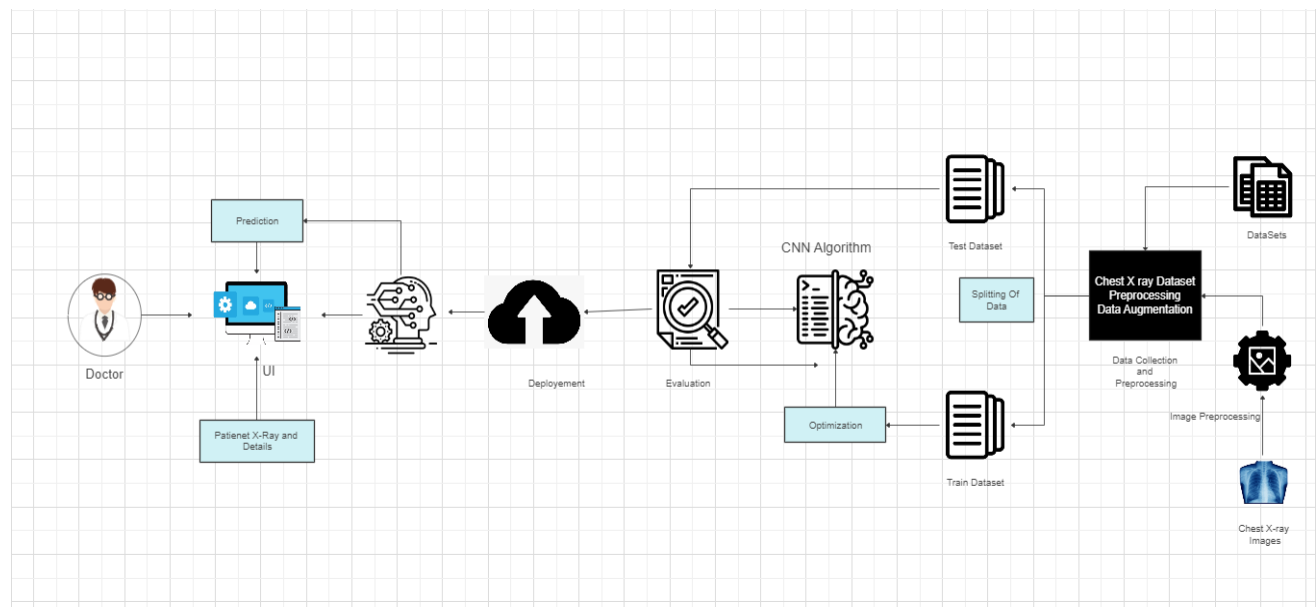 Prediction
Doctor
UI
Patienet X-Ray and
Details
Deployement
Evaluation
CNN Algorithm
Optimization
Test Dataset
Splitting Of
Data
Train Dataset
Chest X ray Dataset
Preprocessing
Data Augmentation
Data Collection
and
Preprocessing
DataSets
Image Preprocessing
Chest X-ray
Images